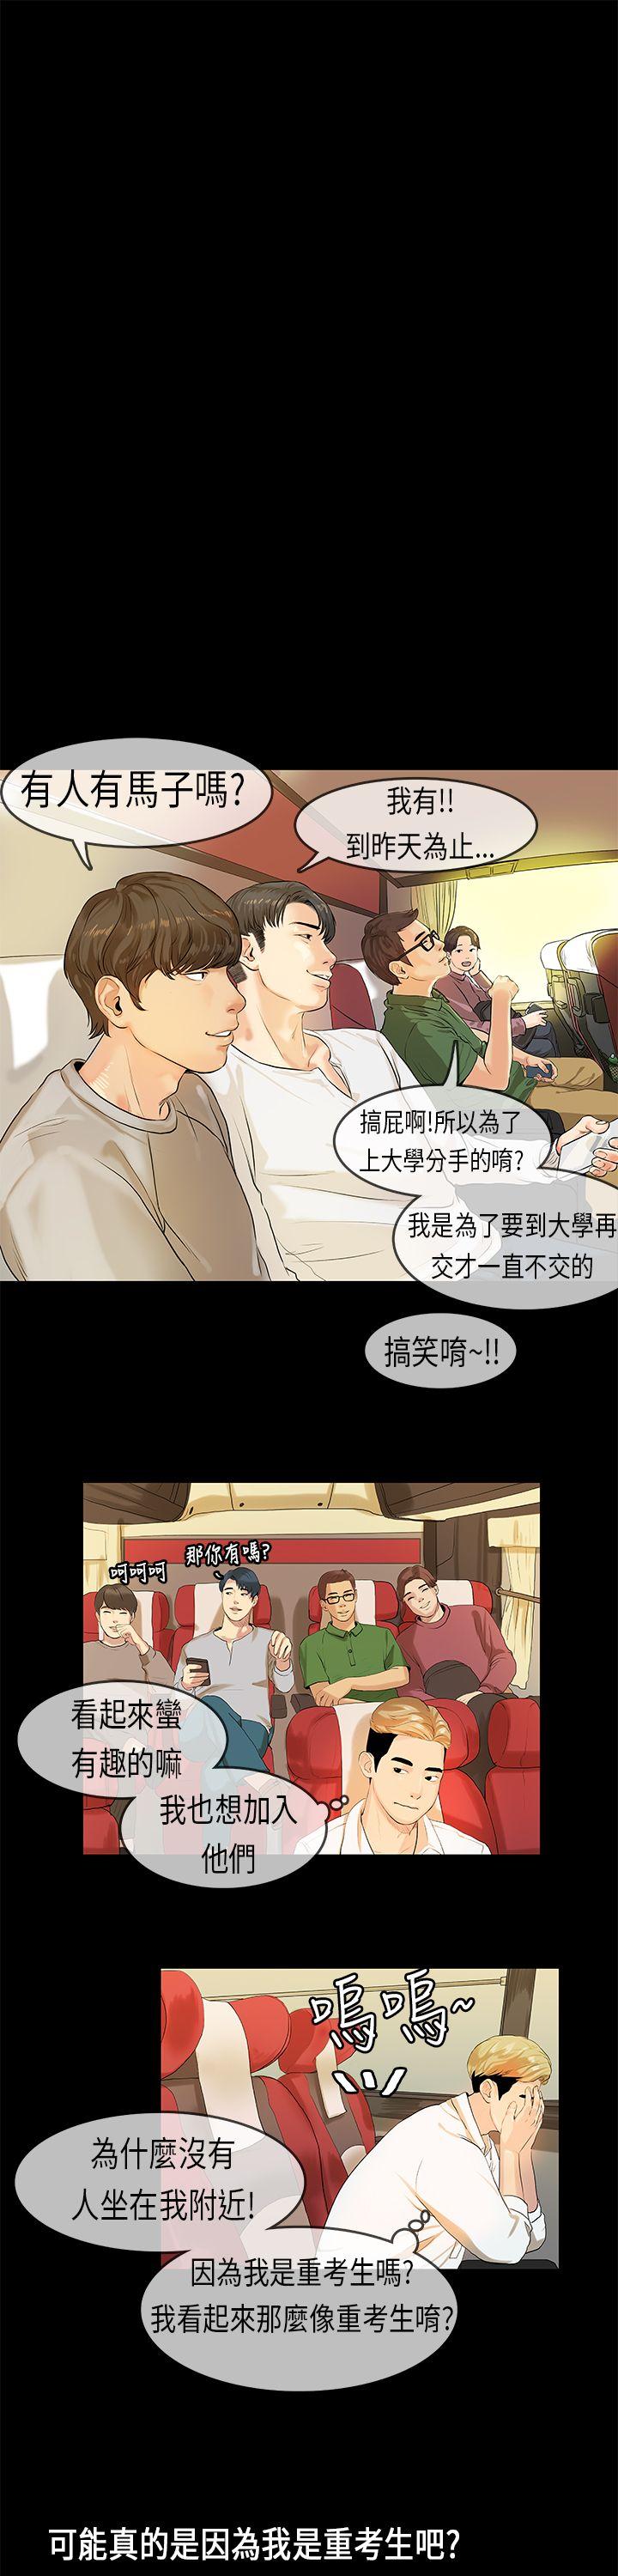 有人有馬子嗎?
我有!!
到昨天為止...
搞屁啊!所以為了
上大學分手的唷?
我是為了要到大學再
交才一直不交的
搞笑唷~!!
呵呵呵
那你有嗎?
看起來蠻
有趣的嘛
我也想加入
他們
嗚嗚~
為什麼沒有
人坐在我附近!
因為我是重考生嗎?
我看起來那麼像重考生唷?
可能真的是因為我是重考生吧?